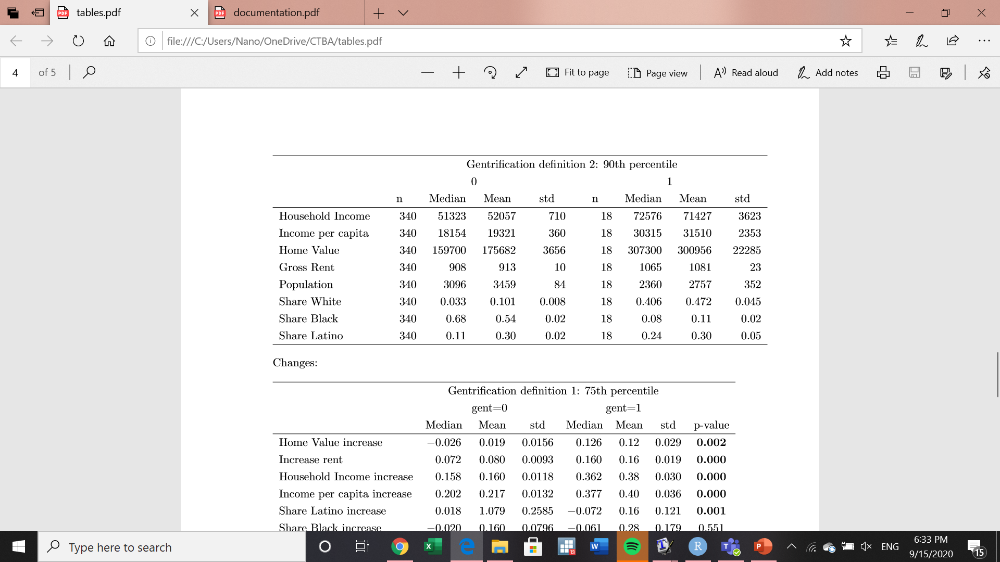 tables.pdf
documentation.pdf
file:///C:/Users/Nano/OneDrive/CTBA/tables.pdf
4 of 5
Fit to page
Page view
Read aloud
Add notes
Gentrification definition 2: 90th percentile
0 1
n Median Mean std n Median Mean std
Household Income 340 51323 52057 710 18 72576 71427 3623
Income per capita 340 18154 19321 360 18 30315 31510 2353
Home Value 340 159700 175682 3656 18 307300 300956 22285
Gross Rent 340 908 913 10 18 1065 1081 23
Population 340 3096 3459 84 18 2360 2757 352
Share White 340 0.033 0.101 0.008 18 0.406 0.472 0.045
Share Black 340 0.68 0.54 0.02 18 0.08 0.11 0.02
Share Latino 340 0.11 0.30 0.02 18 0.24 0.30 0.05
Changes:
Gentrification definition 1: 75th percentile
gent=0 gent=1
Median Mean std Median Mean std p-value
Home Value increase −0.026 0.019 0.0156 0.126 0.12 0.029 0.002
Increase rent 0.072 0.080 0.0093 0.160 0.16 0.019 0.000
Household Income increase 0.158 0.160 0.0118 0.362 0.38 0.030 0.000
Income per capita increase 0.202 0.217 0.0132 0.377 0.40 0.036 0.000
Share Latino increase 0.018 1.079 0.2585 −0.072 0.16 0.121 0.001
Share Black increase −0.020 0.160 0.0796 −0.061 0.28 0.179 0.551
Type here to search
ENG
6:33 PM
9/15/2020
15